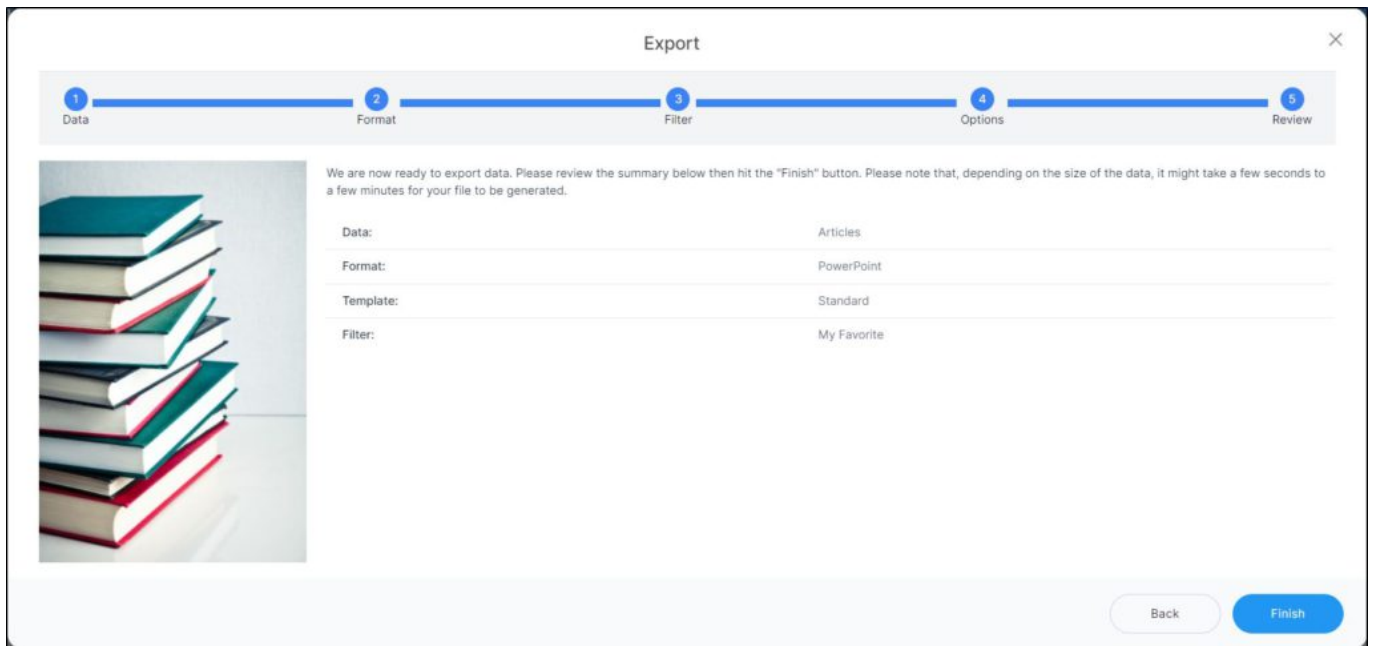 Export
1
2
3
4
5
Data
Format
Filter
Options
Review
We are now ready to export data. Please review the summary below then hit the "Finish" button. Please note that, depending on the size of the data, it might take a few seconds to
a few minutes for your file to be generated.
Data: Articles
Format: PowerPoint
Template: Standard
Filter: My Favorite
Back
Finish